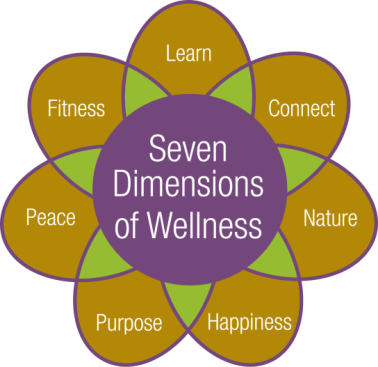 Learn
Fitness
Connect
Seven
Dimensions
of Wellness
Peace
Nature
Purpose
Happiness